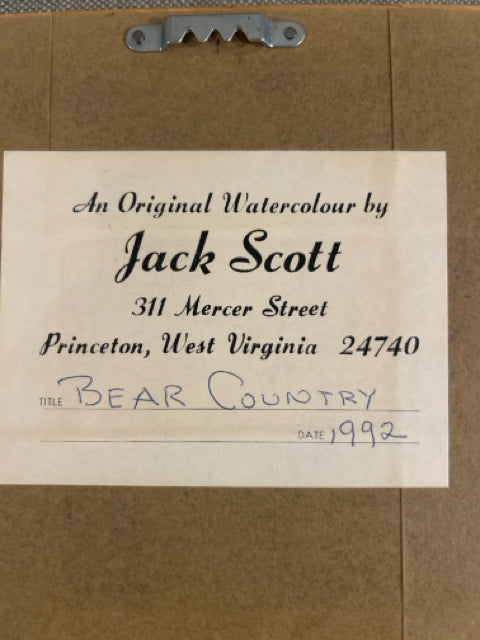 An Original Watercolour by
Jack Scott
311 Mercer Street
Princeton, West Virginia 24740
TITLE BEAR COUNTRY
DATE 1992